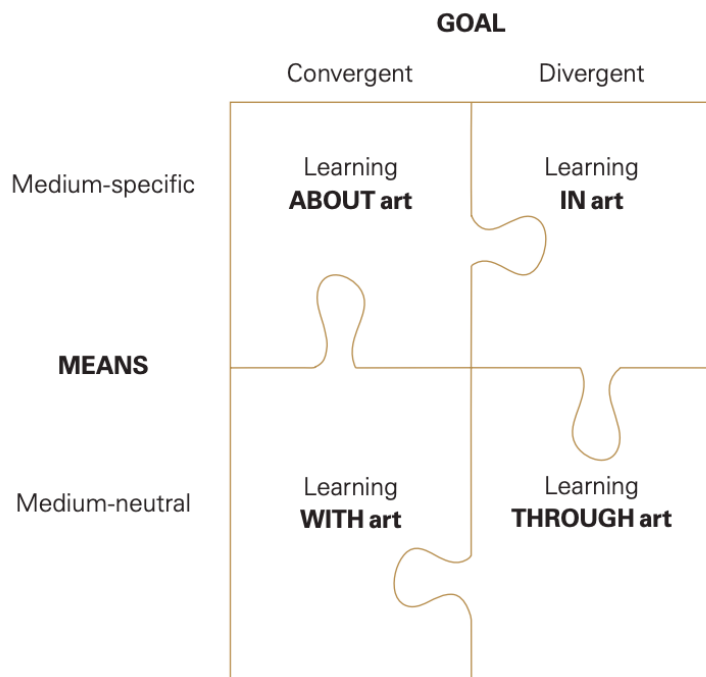 GOAL
Convergent
Divergent
Medium-specific
Learning
ABOUT art
Learning
IN art
MEANS
Medium-neutral
Learning
WITH art
Learning
THROUGH art